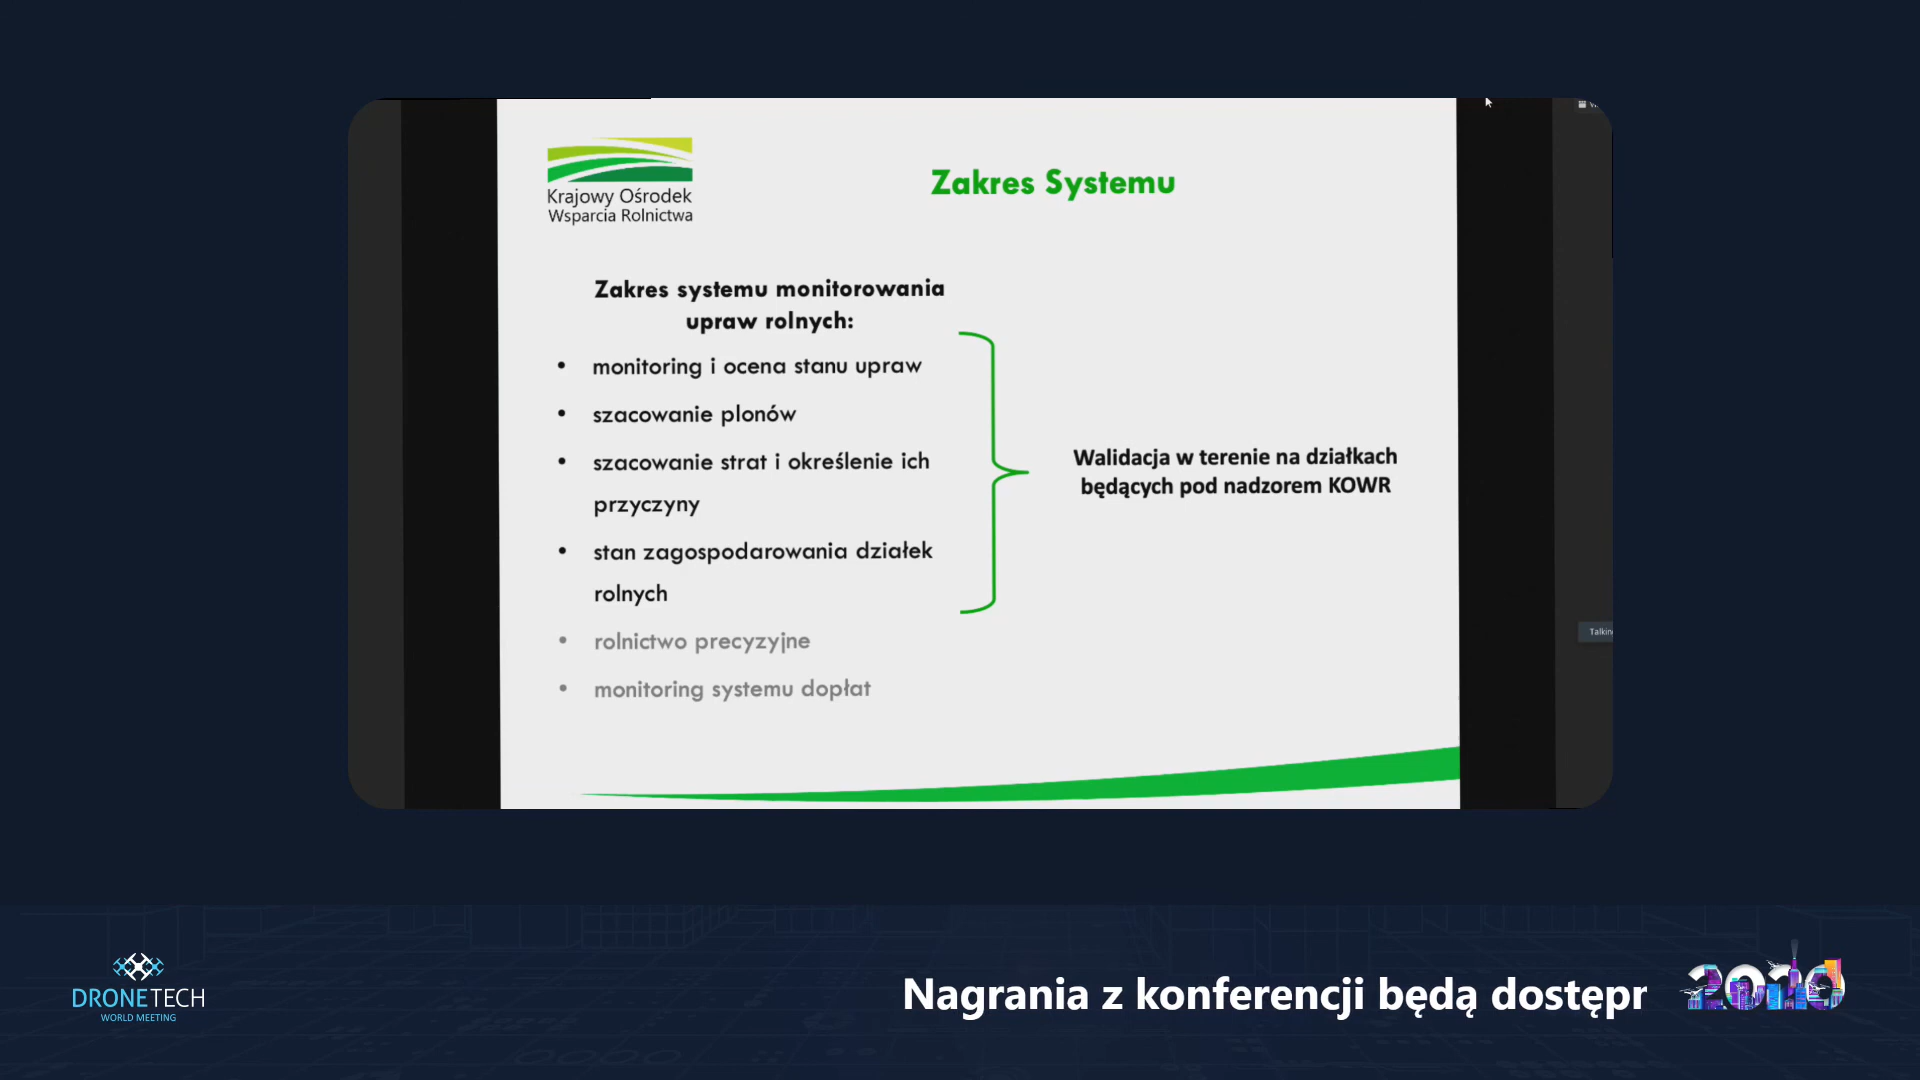 Krajowy Ośrodek
Wsparcia Rolnictwa
Zakres Systemu
Zakres systemu monitorowania
upraw rolnych:
• monitoring i ocena stanu upraw
• szacowanie plonów
• szacowanie strat i określenie ich
przyczyny
• stan zagospodarowania działek
rolnych
• rolnictwo precyzyjne
• monitoring systemu dopłat
Walidacja w terenie na działkach
będących pod nadzorem KOWR
Talkin
DRONETECH
WORLD MEETING
Nagrania z konferencji będą
2020